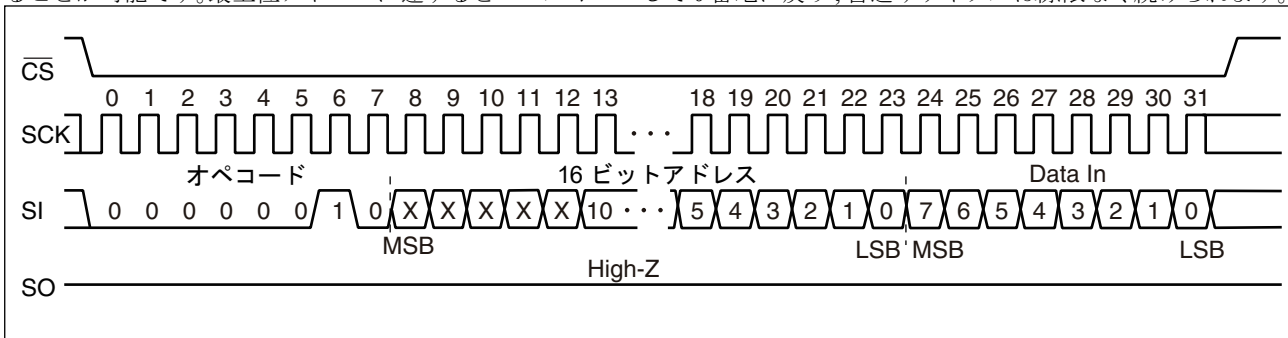 CS
0 1 2 3 4 5 6 7 8 9 10 11 12 13 18 19 20 21 22 23 24 25 26 27 28 29 30 31
SCK ・・・
オペコード 16 ビットアドレス Data In
SI 0 0 0 0 0 0 1 0 X X X X X 10 ・・・ 5 4 3 2 1 0 7 6 5 4 3 2 1 0
MSB LSB MSB LSB
High-Z
SO